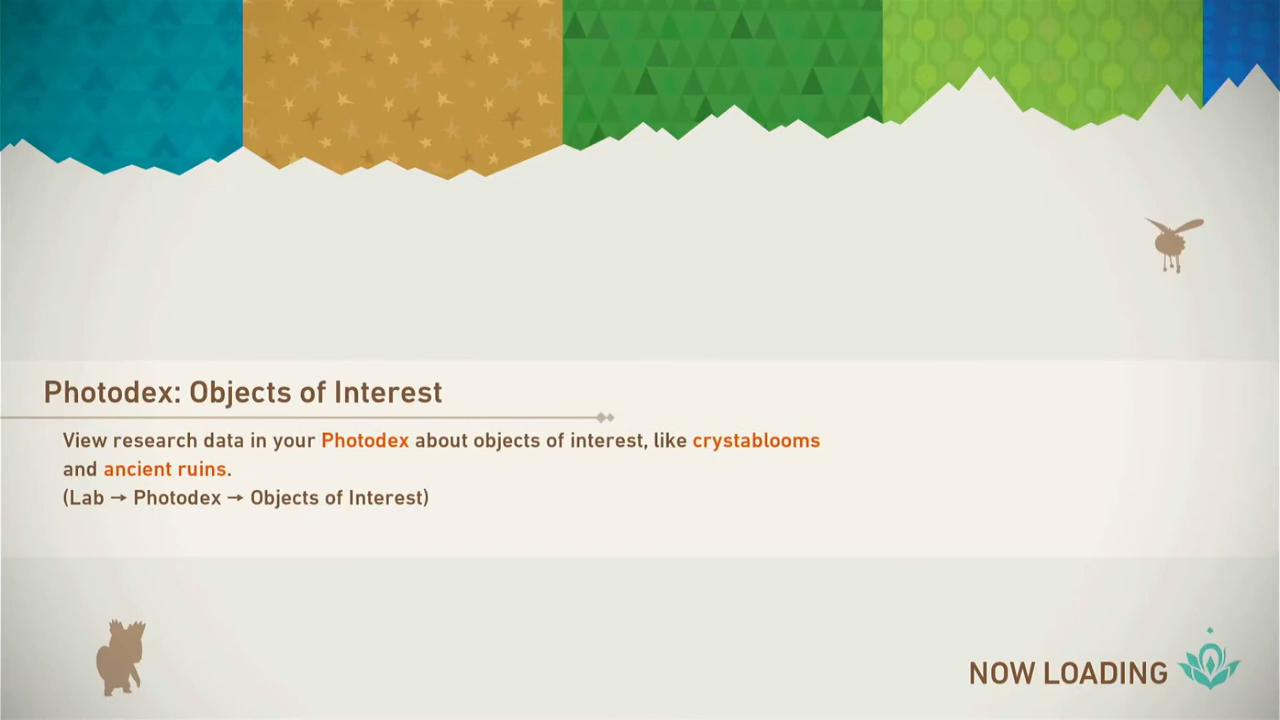 Photodex: Objects of Interest
View research data in your Photodex about objects of interest, like crystablooms
and ancient ruins.
(Lab → Photodex → Objects of Interest)
NOW LOADING